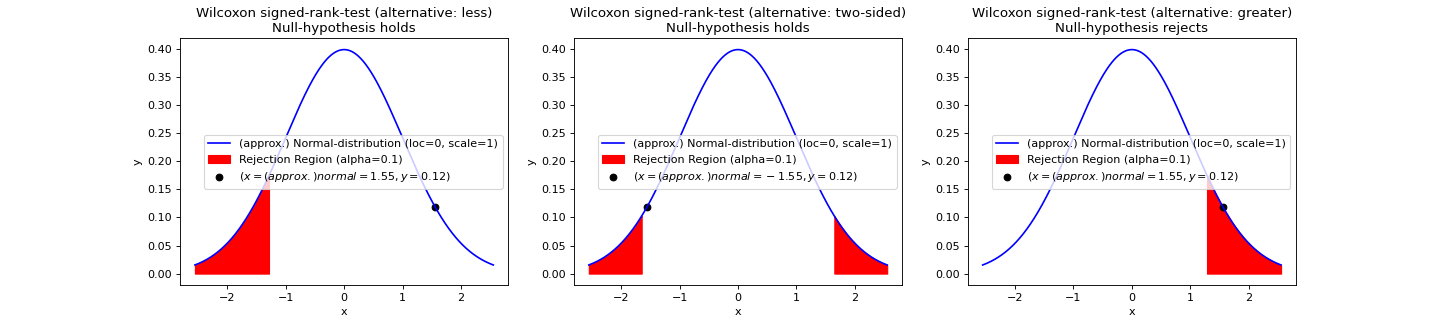 Wilcoxon signed-rank-test (alternative: less)
Null-hypothesis holds
0.40
0.35
0.30
0.25
0.20
0.15
0.10
0.05
0.00
y
(approx.) Normal-distribution (loc=0, scale=1)
Rejection Region (alpha=0.1)
(x = (approx.)normal = 1.55, y = 0.12)
−2
−1
0
1
2
x
Wilcoxon signed-rank-test (alternative: two-sided)
Null-hypothesis holds
0.40
0.35
0.30
0.25
0.20
0.15
0.10
0.05
0.00
y
(approx.) Normal-distribution (loc=0, scale=1)
Rejection Region (alpha=0.1)
(x = (approx.)normal = −1.55, y = 0.12)
−2
−1
0
1
2
x
Wilcoxon signed-rank-test (alternative: greater)
Null-hypothesis rejects
0.40
0.35
0.30
0.25
0.20
0.15
0.10
0.05
0.00
y
(approx.) Normal-distribution (loc=0, scale=1)
Rejection Region (alpha=0.1)
(x = (approx.)normal = 1.55, y = 0.12)
−2
−1
0
1
2
x